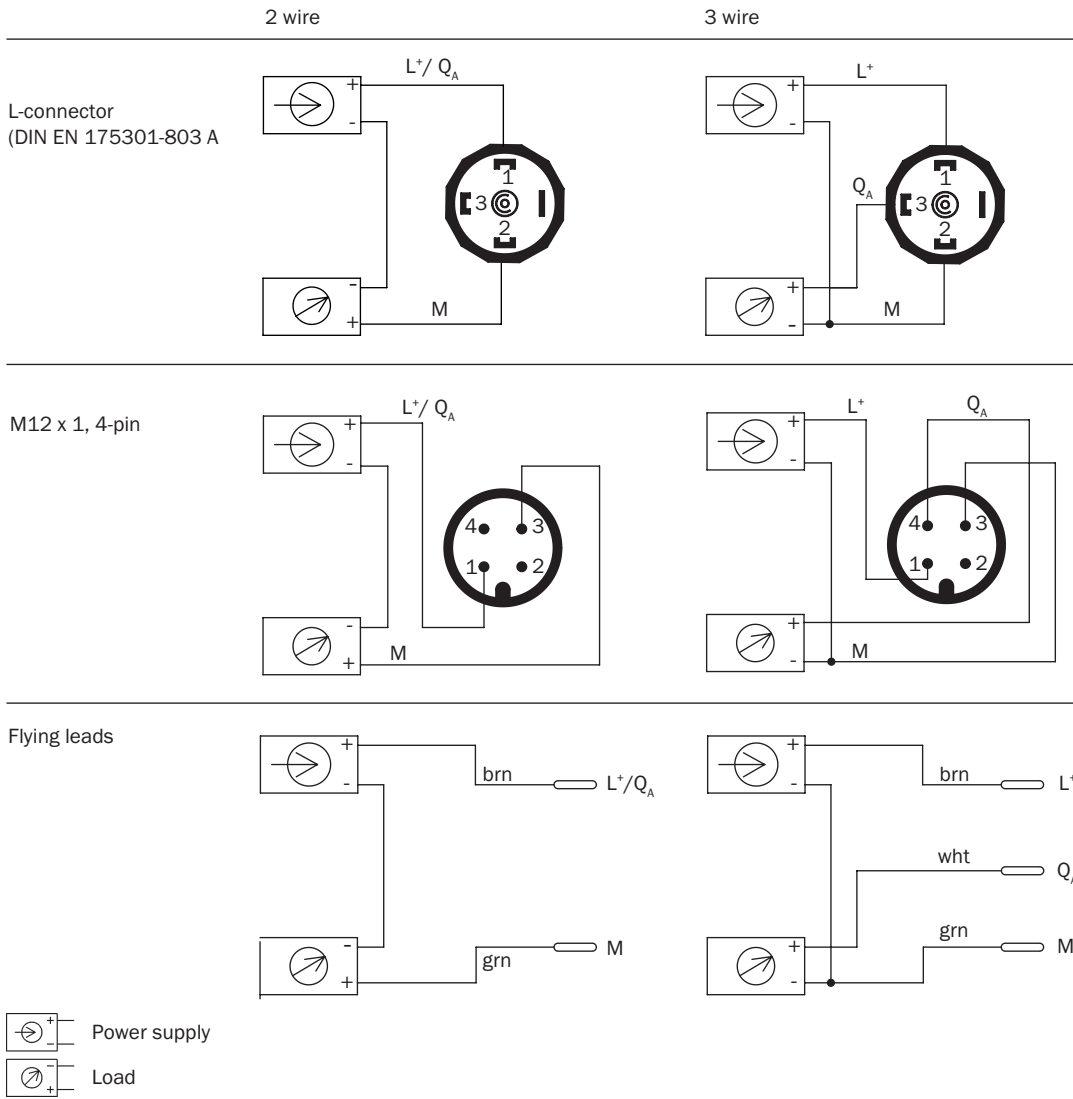 2 wire
3 wire
L-connector
(DIN EN 175301-803 A
+
-
L⁺/ Q_A
1
3
2
-
+
M
+
-
L⁺
Q_A
1
3
2
+
-
M
M12 x 1, 4-pin
+
-
L⁺/ Q_A
4 3
1 2
-
+
M
+
-
L⁺
Q_A
4 3
1 2
+
-
M
Flying leads
+
-
brn
L⁺/Q_A
-
+
grn
M
+
-
brn
L⁺
wht
Q_A
+
-
grn
M
+
-
Power supply
-
+
Load